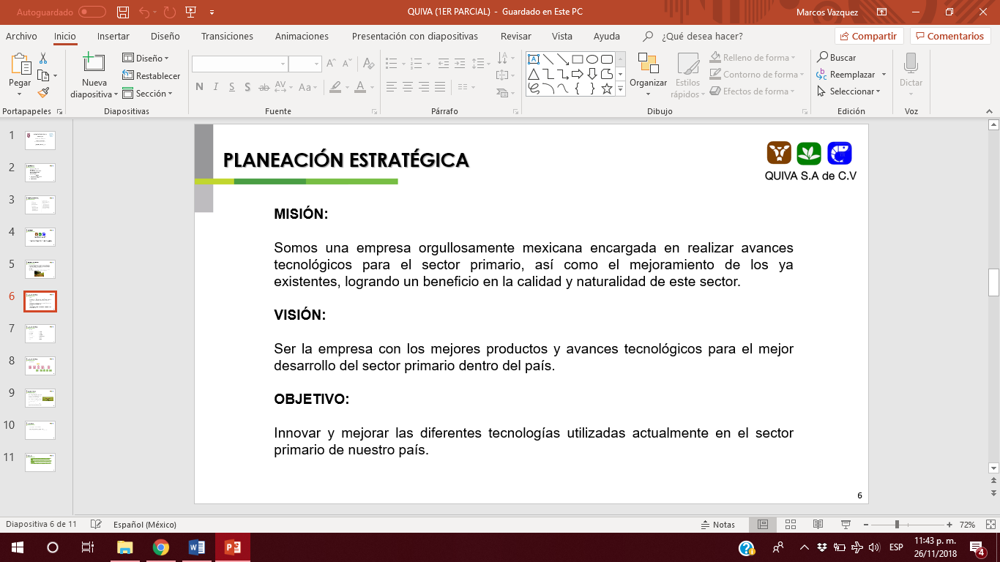 Autoguardado
QUIVA (1ER PARCIAL) - Guardado en Este PC
Marcos Vazquez
Archivo Inicio Insertar Diseño Transiciones Animaciones Presentación con diapositivas Revisar Vista Ayuda ¿Qué desea hacer? Compartir Comentarios
Pegar
Nueva diapositiva
Diseño
Restablecer
Sección
N K S S ab AV Aa A
Organizar
Estilos rápidos
Relleno de forma
Contorno de forma
Efectos de forma
Buscar
Reemplazar
Seleccionar
Dictar
Portapapeles Diapositivas Fuente Párrafo Dibujo Edición Voz
1
2
3
4
5
6
7
8
9
10
11
PLANEACIÓN ESTRATÉGICA
QUIVA S.A de C.V
MISIÓN:
Somos una empresa orgullosamente mexicana encargada en realizar avances
tecnológicos para el sector primario, así como el mejoramiento de los ya
existentes, logrando un beneficio en la calidad y naturalidad de este sector.
VISIÓN:
Ser la empresa con los mejores productos y avances tecnológicos para el mejor
desarrollo del sector primario dentro del país.
OBJETIVO:
Innovar y mejorar las diferentes tecnologías utilizadas actualmente en el sector
primario de nuestro país.
6
Diapositiva 6 de 11 Español (México) Notas 72%
ESP
11:43 p. m.
26/11/2018
4